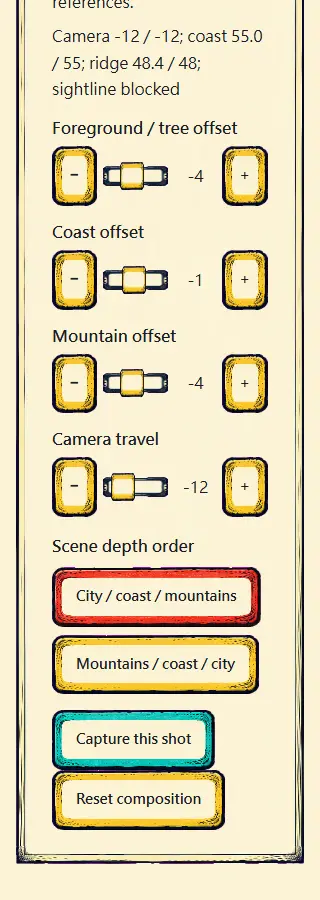 references.
Camera -12 / -12; coast 55.0
/ 55; ridge 48.4 / 48;
sightline blocked
Foreground / tree offset
- -4 +
Coast offset
- -1 +
Mountain offset
- -4 +
Camera travel
- -12 +
Scene depth order
City / coast / mountains
Mountains / coast / city
Capture this shot
Reset composition